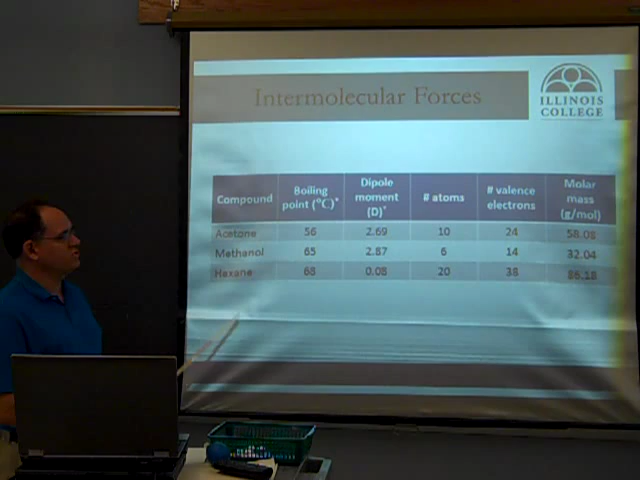 Intermolecular Forces
ILLINOIS
COLLEGE
Compound Boiling point (°C)* Dipole moment (D)* # atoms # valence electrons Molar mass (g/mol)
Acetone 56 2.69 10 24 58.08
Methanol 65 2.87 6 14 32.04
Hexane 68 0.08 20 38 86.18